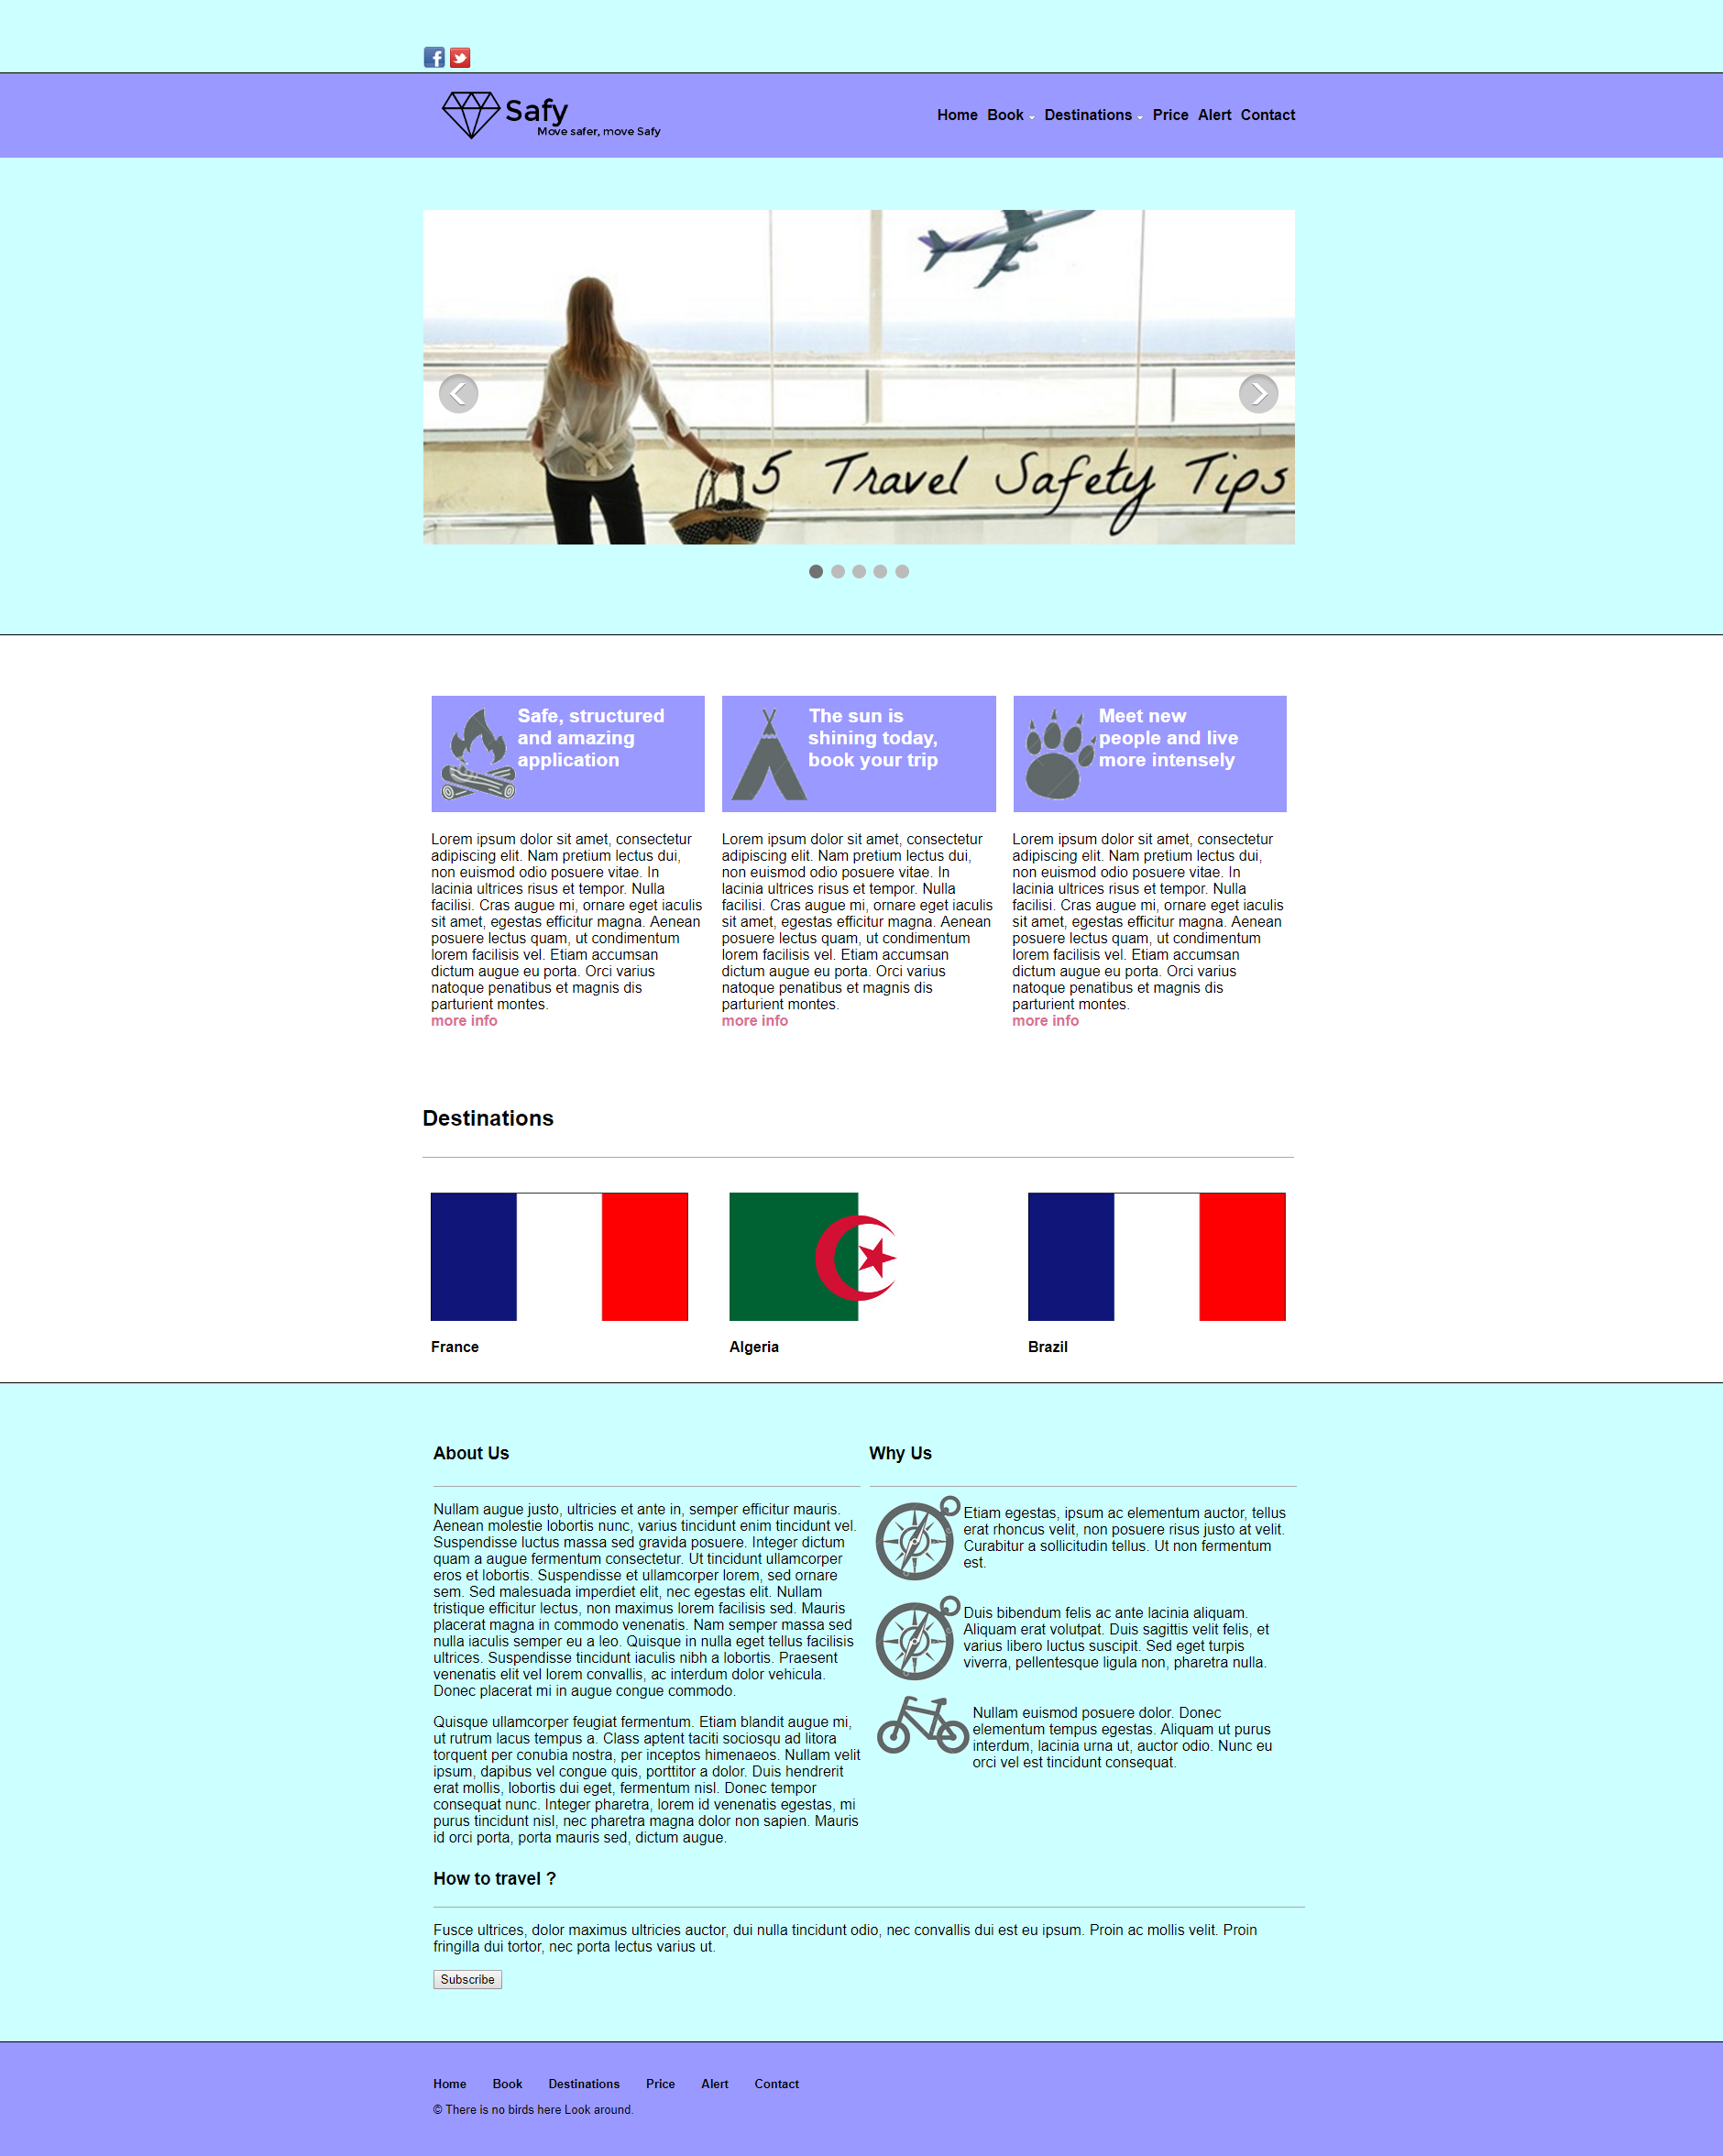 Safy
Move safer, move Safy
Home Book Destinations Price Alert Contact
5 Travel Safety Tips
Safe, structured
and amazing
application
The sun is
shining today,
book your trip
Meet new
people and live
more intensely
Lorem ipsum dolor sit amet, consectetur
adipiscing elit. Nam pretium lectus dui,
non euismod odio posuere vitae. In
lacinia ultrices risus et tempor. Nulla
facilisi. Cras augue mi, ornare eget iaculis
sit amet, egestas efficitur magna. Aenean
posuere lectus quam, ut condimentum
lorem facilisis vel. Etiam accumsan
dictum augue eu porta. Orci varius
natoque penatibus et magnis dis
parturient montes.
more info
Lorem ipsum dolor sit amet, consectetur
adipiscing elit. Nam pretium lectus dui,
non euismod odio posuere vitae. In
lacinia ultrices risus et tempor. Nulla
facilisi. Cras augue mi, ornare eget iaculis
sit amet, egestas efficitur magna. Aenean
posuere lectus quam, ut condimentum
lorem facilisis vel. Etiam accumsan
dictum augue eu porta. Orci varius
natoque penatibus et magnis dis
parturient montes.
more info
Lorem ipsum dolor sit amet, consectetur
adipiscing elit. Nam pretium lectus dui,
non euismod odio posuere vitae. In
lacinia ultrices risus et tempor. Nulla
facilisi. Cras augue mi, ornare eget iaculis
sit amet, egestas efficitur magna. Aenean
posuere lectus quam, ut condimentum
lorem facilisis vel. Etiam accumsan
dictum augue eu porta. Orci varius
natoque penatibus et magnis dis
parturient montes.
more info
Destinations
France
Algeria
Brazil
About Us
Nullam augue justo, ultricies et ante in, semper efficitur mauris.
Aenean molestie lobortis nunc, varius tincidunt enim tincidunt vel.
Suspendisse luctus massa sed gravida posuere. Integer dictum
quam a augue fermentum consectetur. Ut tincidunt ullamcorper
eros et lobortis. Suspendisse et ullamcorper lorem, sed ornare
sem. Sed malesuada imperdiet elit, nec egestas elit. Nullam
tristique efficitur lectus, non maximus lorem facilisis sed. Mauris
placerat magna in commodo venenatis. Nam semper massa sed
nulla iaculis semper eu a leo. Quisque in nulla eget tellus facilisis
ultrices. Suspendisse tincidunt iaculis nibh a lobortis. Praesent
venenatis elit vel lorem convallis, ac interdum dolor vehicula.
Donec placerat mi in augue congue commodo.
Quisque ullamcorper feugiat fermentum. Etiam blandit augue mi,
ut rutrum lacus tempus a. Class aptent taciti sociosqu ad litora
torquent per conubia nostra, per inceptos himenaeos. Nullam velit
ipsum, dapibus vel congue quis, porttitor a dolor. Duis hendrerit
erat mollis, lobortis dui eget, fermentum nisl. Donec tempor
consequat nunc. Integer pharetra, lorem id venenatis egestas, mi
purus tincidunt nisl, nec pharetra magna dolor non sapien. Mauris
id orci porta, porta mauris sed, dictum augue.
Why Us
Etiam egestas, ipsum ac elementum auctor, tellus
erat rhoncus velit, non posuere risus justo at velit.
Curabitur a sollicitudin tellus. Ut non fermentum
est.
Duis bibendum felis ac ante lacinia aliquam.
Aliquam erat volutpat. Duis sagittis velit felis, et
varius libero luctus suscipit. Sed eget turpis
viverra, pellentesque ligula non, pharetra nulla.
Nullam euismod posuere dolor. Donec
elementum tempus egestas. Aliquam ut purus
interdum, lacinia urna ut, auctor odio. Nunc eu
orci vel est tincidunt consequat.
How to travel ?
Fusce ultrices, dolor maximus ultricies auctor, dui nulla tincidunt odio, nec convallis dui est eu ipsum. Proin ac mollis velit. Proin
fringilla dui tortor, nec porta lectus varius ut.
Subscribe
Home Book Destinations Price Alert Contact
© There is no birds here Look around.